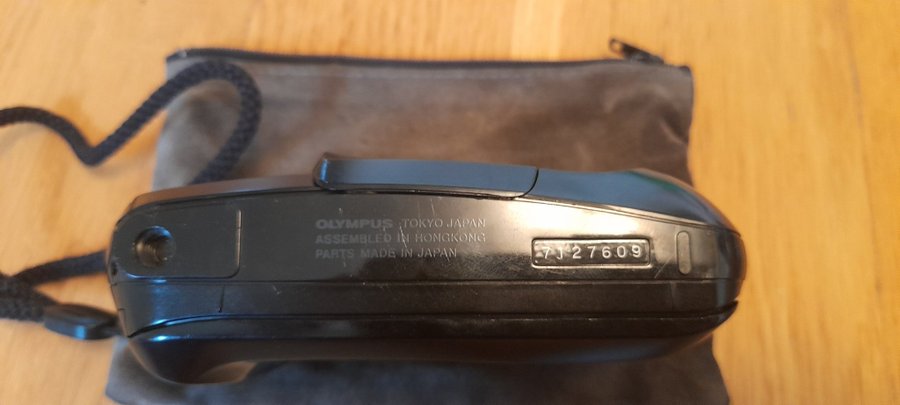 OLYMPUS TOKYO JAPAN
ASSEMBLED IN HONGKONG
PARTS MADE IN JAPAN
7J27609